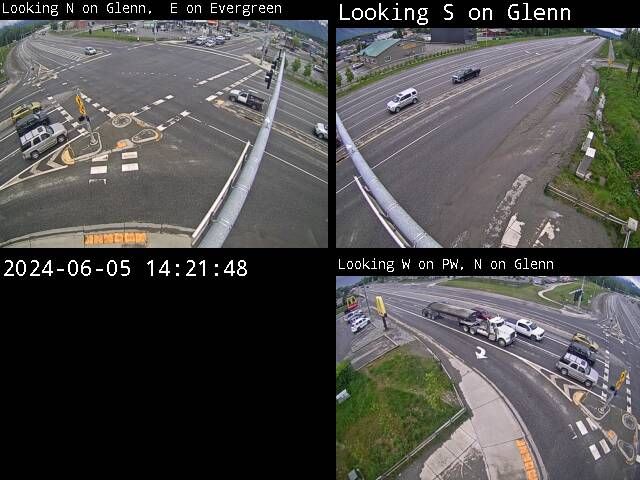 Looking N on Glenn, E on Evergreen
Looking S on Glenn
2024-06-05 14:21:48
Looking W on PW, N on Glenn